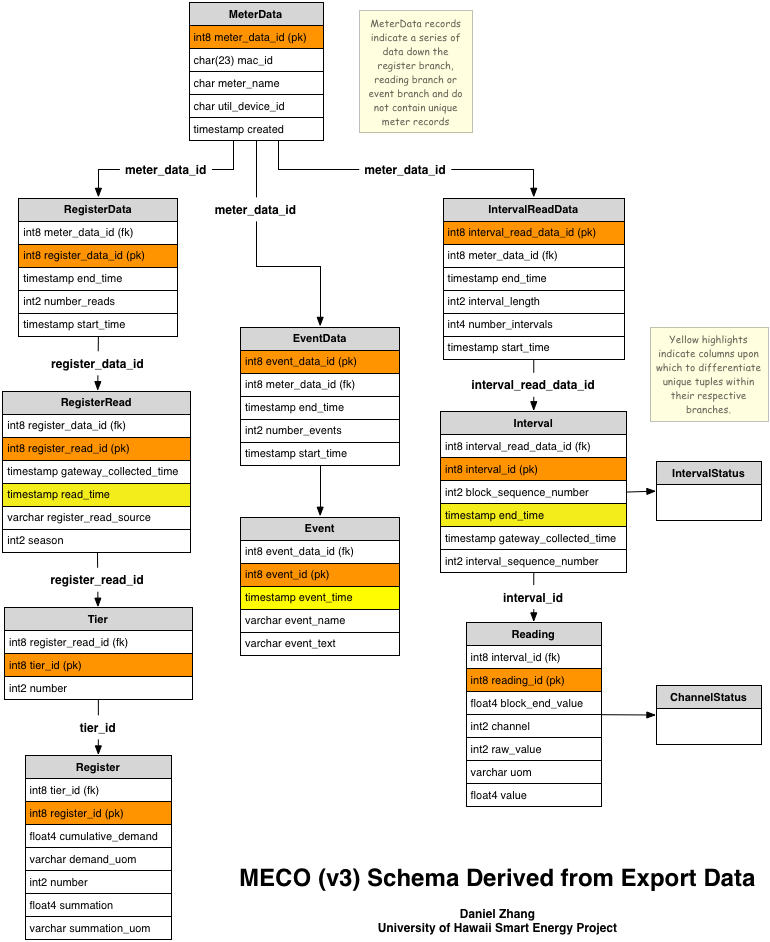 MeterData
int8 meter_data_id (pk)
char(23) mac_id
char meter_name
char util_device_id
timestamp created
MeterData records
indicate a series of
data down the
register branch,
reading branch or
event branch and do
not contain unique
meter records
meter_data_id
meter_data_id
meter_data_id
RegisterData
int8 meter_data_id (fk)
int8 register_data_id (pk)
timestamp end_time
int2 number_reads
timestamp start_time
register_data_id
RegisterRead
int8 register_data_id (fk)
int8 register_read_id (pk)
timestamp gateway_collected_time
timestamp read_time
varchar register_read_source
int2 season
register_read_id
Tier
int8 register_read_id (fk)
int8 tier_id (pk)
int2 number
tier_id
Register
int8 tier_id (fk)
int8 register_id (pk)
float4 cumulative_demand
varchar demand_uom
int2 number
float4 summation
varchar summation_uom
EventData
int8 event_data_id (pk)
int8 meter_data_id (fk)
timestamp end_time
int2 number_events
timestamp start_time
Event
int8 event_data_id (fk)
int8 event_id (pk)
timestamp event_time
varchar event_name
varchar event_text
IntervalReadData
int8 interval_read_data_id (pk)
int8 meter_data_id (fk)
timestamp end_time
int2 interval_length
int4 number_intervals
timestamp start_time
interval_read_data_id
Interval
int8 interval_read_data_id (fk)
int8 interval_id (pk)
int2 block_sequence_number
timestamp end_time
timestamp gateway_collected_time
int2 interval_sequence_number
interval_id
Reading
int8 interval_id (fk)
int8 reading_id (pk)
float4 block_end_value
int2 channel
int2 raw_value
varchar uom
float4 value
Yellow highlights
indicate columns upon
which to differentiate
unique tuples within
their respective
branches.
IntervalStatus
ChannelStatus
MECO (v3) Schema Derived from Export Data
Daniel Zhang
University of Hawaii Smart Energy Project